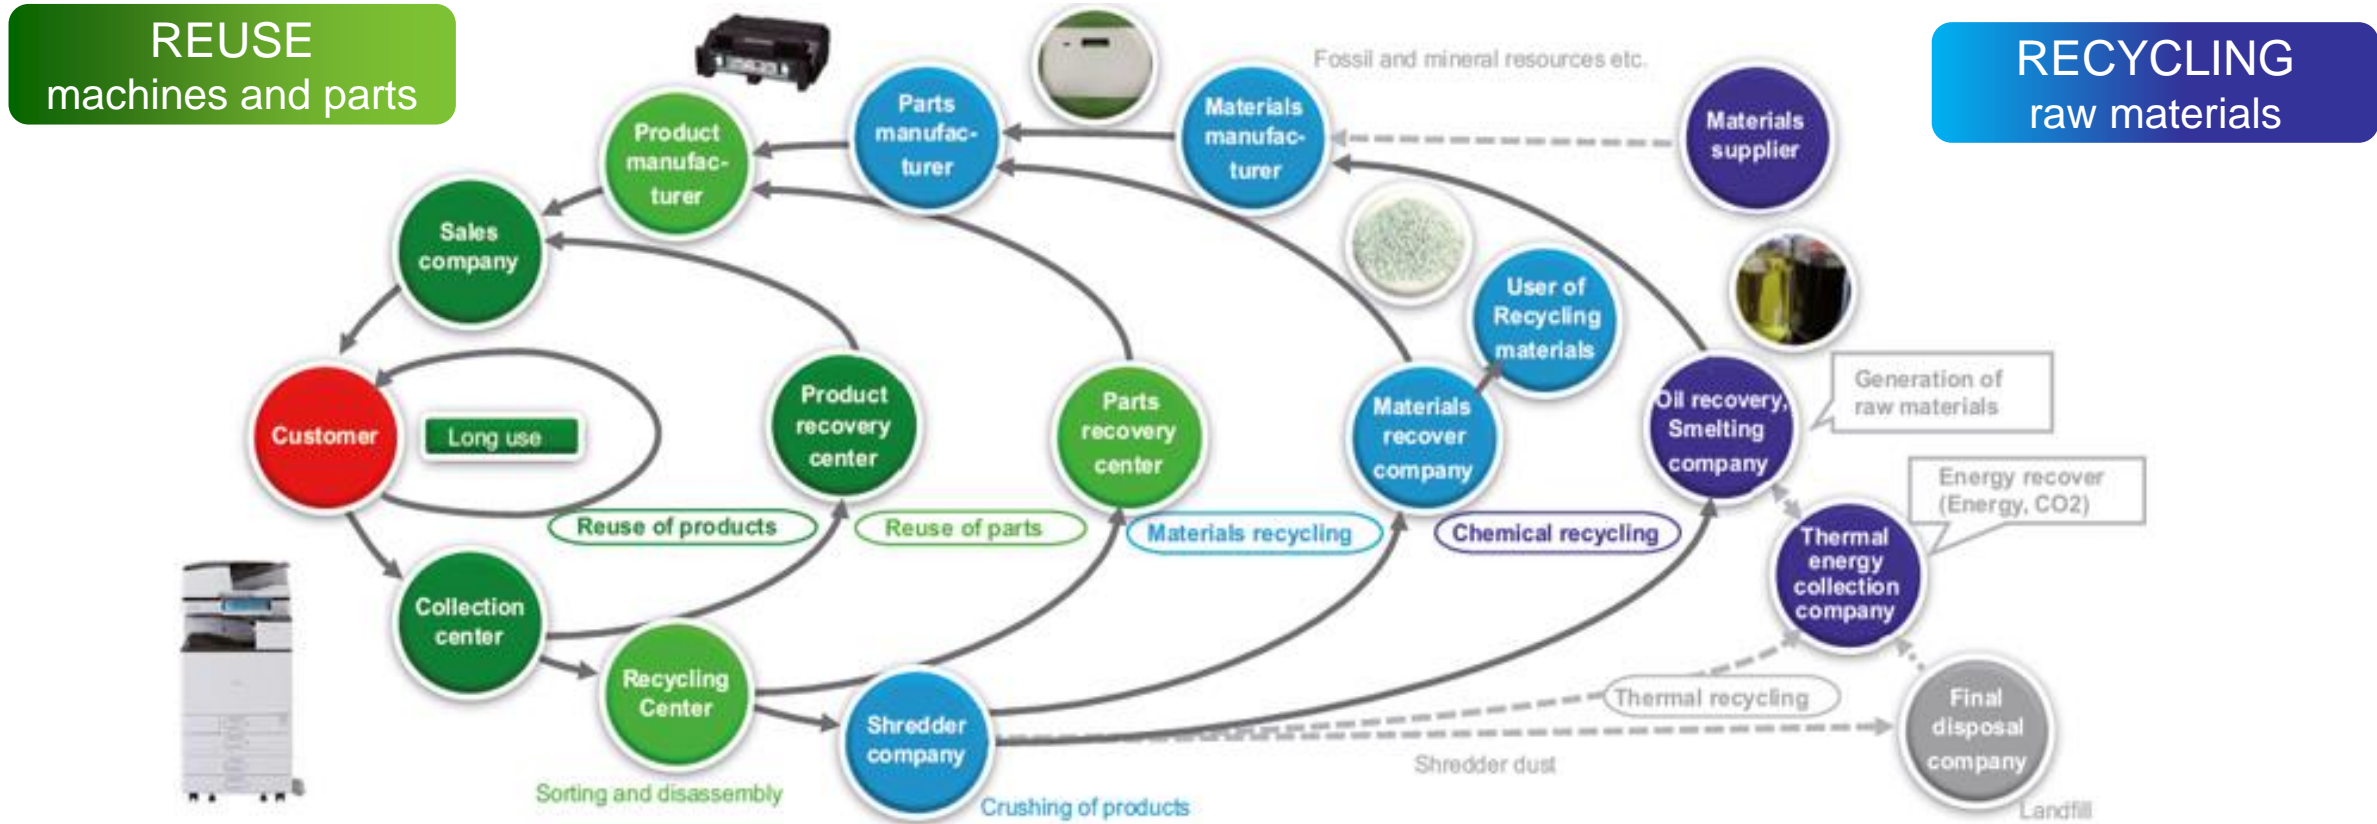 REUSE
machines and parts
RECYCLING
raw materials
Fossil and mineral resources etc.
Materials
supplier
Materials
manufac-
turer
Parts
manufac-
turer
Product
manufac-
turer
Sales
company
Customer
Long use
Product
recovery
center
Parts
recovery
center
Materials
recover
company
User of
Recycling
materials
Oil recovery,
Smelting
company
Generation of
raw materials
Energy recover
(Energy, CO2)
Thermal
energy
collection
company
Reuse of products
Reuse of parts
Materials recycling
Chemical recycling
Collection
center
Recycling
Center
Shredder
company
Thermal recycling
Final
disposal
company
Shredder dust
Sorting and disassembly
Crushing of products
Landfill